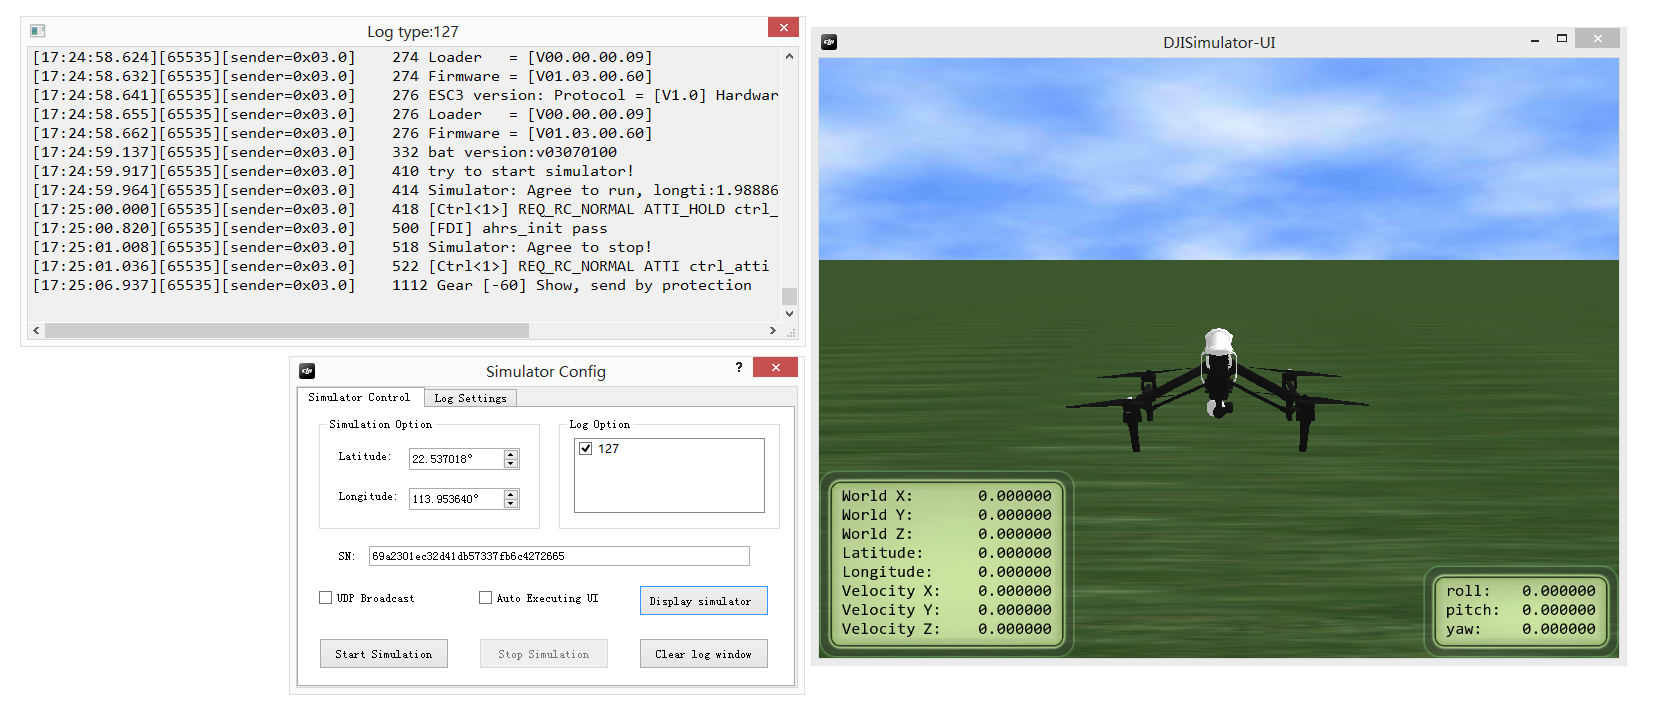 Log type:127
[17:24:58.624][65535][sender=0x03.0] 274 Loader = [V00.00.00.09]
[17:24:58.632][65535][sender=0x03.0] 274 Firmware = [V01.03.00.60]
[17:24:58.641][65535][sender=0x03.0] 276 ESC3 version: Protocol = [V1.0] Hardwar
[17:24:58.655][65535][sender=0x03.0] 276 Loader = [V00.00.00.09]
[17:24:58.662][65535][sender=0x03.0] 276 Firmware = [V01.03.00.60]
[17:24:59.137][65535][sender=0x03.0] 332 bat version:v03070100
[17:24:59.917][65535][sender=0x03.0] 410 try to start simulator!
[17:24:59.964][65535][sender=0x03.0] 414 Simulator: Agree to run, longti:1.98886
[17:25:00.000][65535][sender=0x03.0] 418 [Ctrl<1>] REQ_RC_NORMAL ATTI_HOLD ctrl_
[17:25:00.820][65535][sender=0x03.0] 500 [FDI] ahrs_init pass
[17:25:01.008][65535][sender=0x03.0] 518 Simulator: Agree to stop!
[17:25:01.036][65535][sender=0x03.0] 522 [Ctrl<1>] REQ_RC_NORMAL ATTI ctrl_atti
[17:25:06.937][65535][sender=0x03.0] 1112 Gear [-60] Show, send by protection
Simulator Config
?
Simulator Control Log Settings
Simulation Option
Latitude: 22.537018°
Longitude: 113.953640°
Log Option
127
SN: 69a2301ec32d41db57337fb6c4272665
UDP Broadcast Auto Executing UI Display simulator
Start Simulation Stop Simulation Clear log window
DJISimulator-UI
World X: 0.000000
World Y: 0.000000
World Z: 0.000000
Latitude: 0.000000
Longitude: 0.000000
Velocity X: 0.000000
Velocity Y: 0.000000
Velocity Z: 0.000000
roll: 0.000000
pitch: 0.000000
yaw: 0.000000